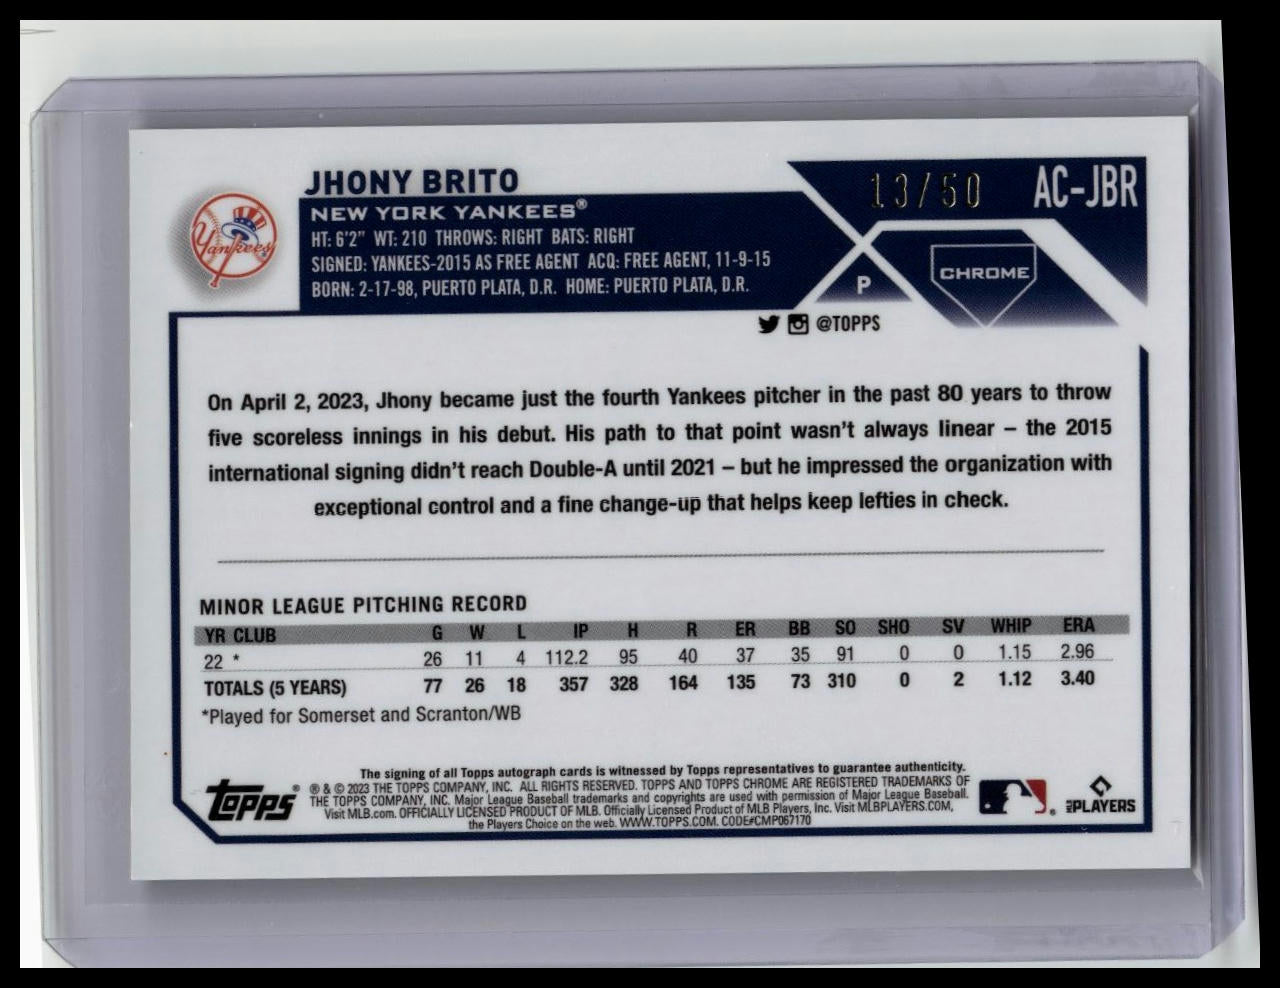 JHONY BRITO
13/50
AC-JBR
Yankees
NEW YORK YANKEES®
HT: 6'2" WT: 210 THROWS: RIGHT BATS: RIGHT
SIGNED: YANKEES-2015 AS FREE AGENT ACQ: FREE AGENT, 11-9-15
BORN: 2-17-98, PUERTO PLATA, D.R. HOME: PUERTO PLATA, D.R.
P
CHROME
@TOPPS
On April 2, 2023, Jhony became just the fourth Yankees pitcher in the past 80 years to throw
five scoreless innings in his debut. His path to that point wasn't always linear – the 2015
international signing didn't reach Double-A until 2021 – but he impressed the organization with
exceptional control and a fine change-up that helps keep lefties in check.
MINOR LEAGUE PITCHING RECORD
YR CLUB G W L IP H R ER BB SO SHO SV WHIP ERA
22 * 26 11 4 112.2 95 40 37 35 91 0 0 1.15 2.96
TOTALS (5 YEARS) 77 26 18 357 328 164 135 73 310 0 2 1.12 3.40
*Played for Somerset and Scranton/WB
The signing of all Topps autograph cards is witnessed by Topps representatives to guarantee authenticity.
® & © 2023 THE TOPPS COMPANY, INC. ALL RIGHTS RESERVED. TOPPS AND TOPPS CHROME ARE REGISTERED TRADEMARKS OF
THE TOPPS COMPANY, INC. Major League Baseball trademarks and copyrights are used with permission of Major League Baseball.
Visit MLB.com. OFFICIALLY LICENSED PRODUCT OF MLB. Officially Licensed Product of MLB Players, Inc. Visit MLBPLAYERS.COM,
the Players Choice on the web. WWW.TOPPS.COM. CODE#CMP067170
Topps®
MLB PLAYERS